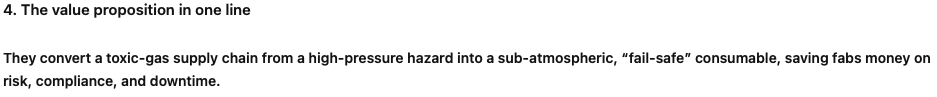 4. The value proposition in one line
They convert a toxic-gas supply chain from a high-pressure hazard into a sub-atmospheric, “fail-safe” consumable, saving fabs money on
risk, compliance, and downtime.